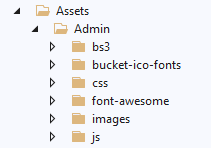 Assets
Admin
bs3
bucket-ico-fonts
css
font-awesome
images
js